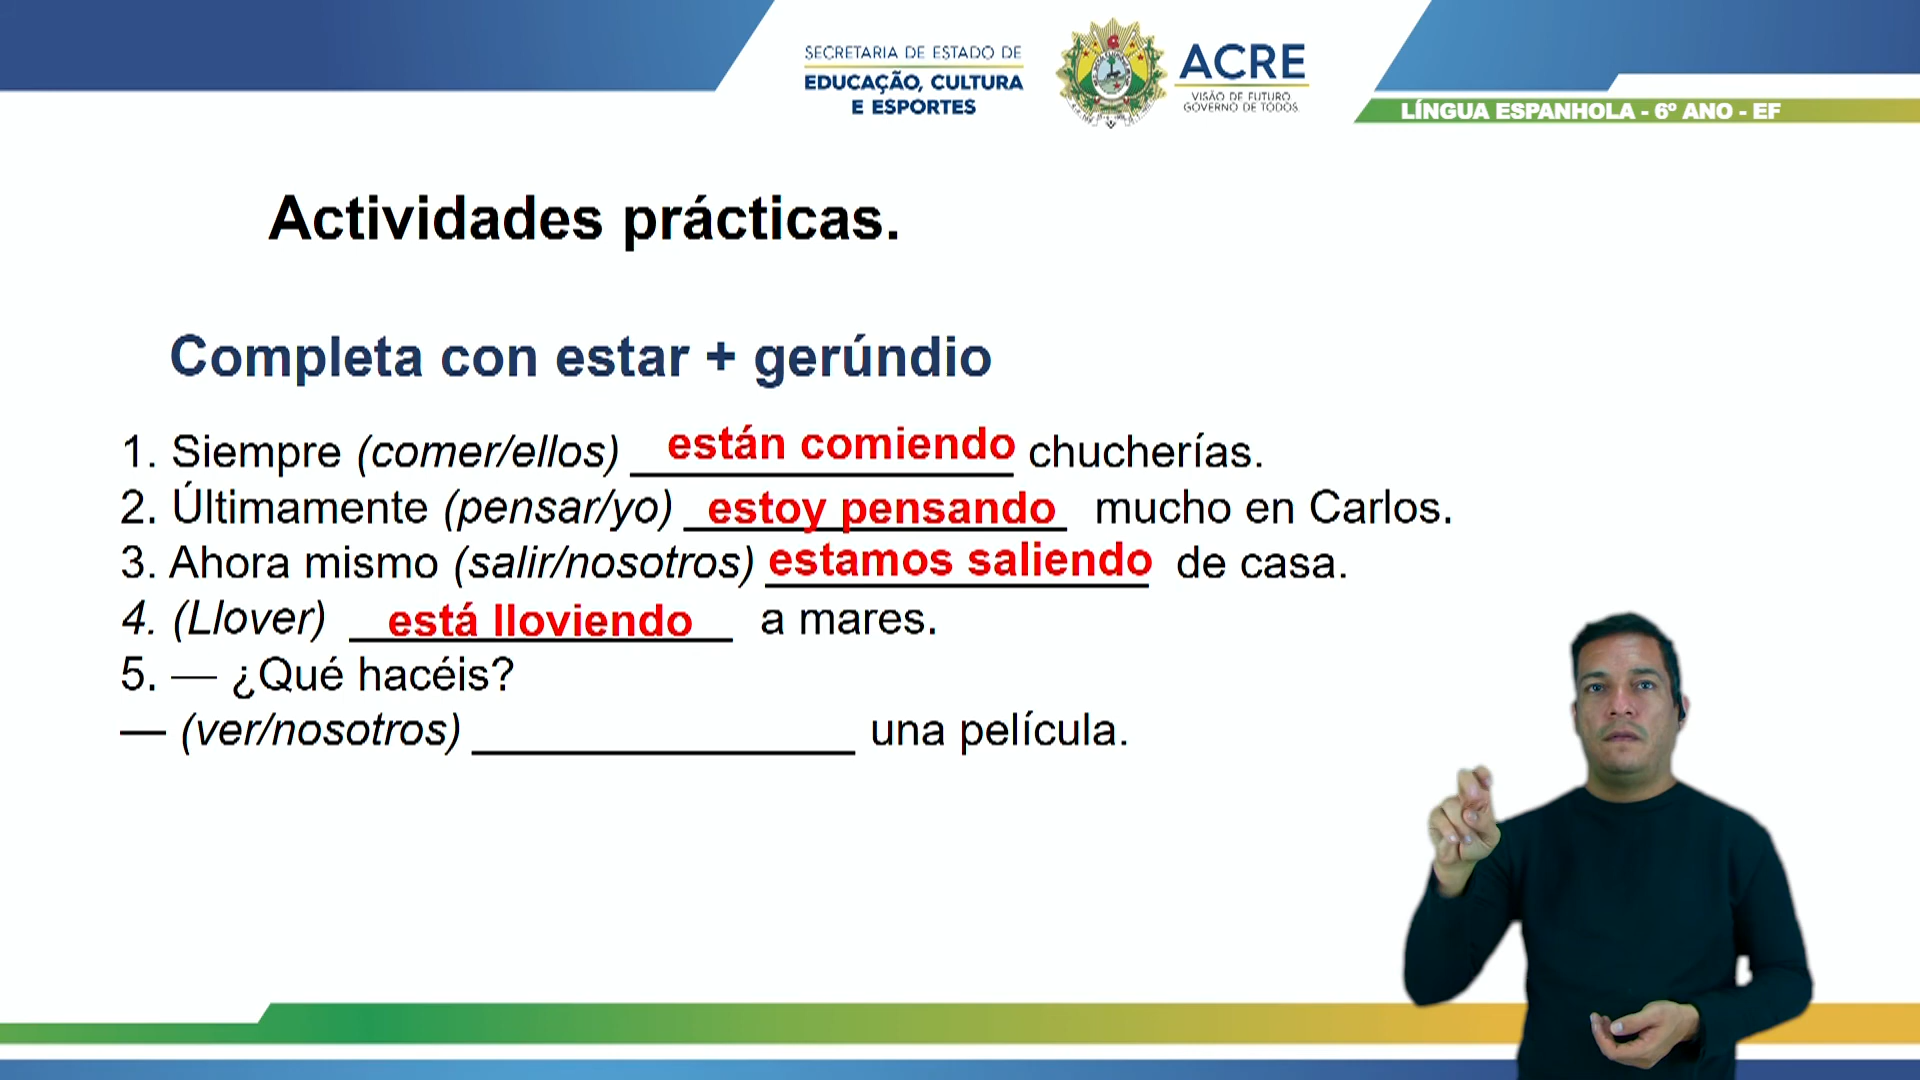 SECRETARIA DE ESTADO DE
EDUCAÇÃO, CULTURA
E ESPORTES
ACRE
VISÃO DE FUTURO
GOVERNO DE TODOS
LÍNGUA ESPANHOLA - 6º ANO - EF
Actividades prácticas.
Completa con estar + gerúndio
1. Siempre (comer/ellos) están comiendo chucherías.
2. Últimamente (pensar/yo) estoy pensando mucho en Carlos.
3. Ahora mismo (salir/nosotros) estamos saliendo de casa.
4. (Llover) está lloviendo a mares.
5. — ¿Qué hacéis?
— (ver/nosotros) _______________ una película.